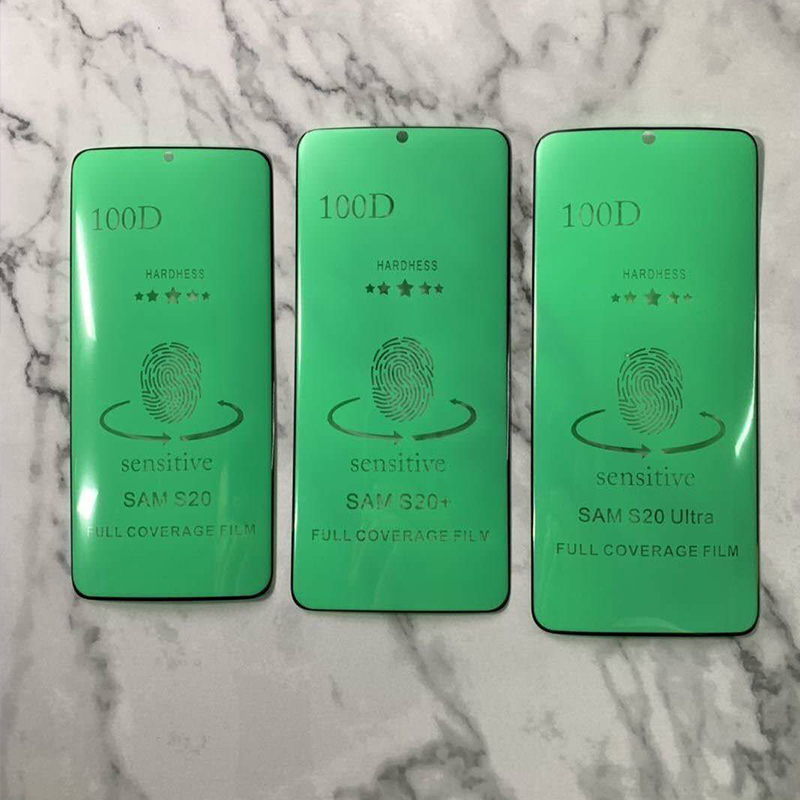 100D
HARDHESS
sensitive
SAM S20
FULL COVERAGE FILM
100D
HARDHESS
sensitive
SAM S20+
FULL COVERAGE FILM
100D
HARDHESS
sensitive
SAM S20 Ultra
FULL COVERAGE FILM